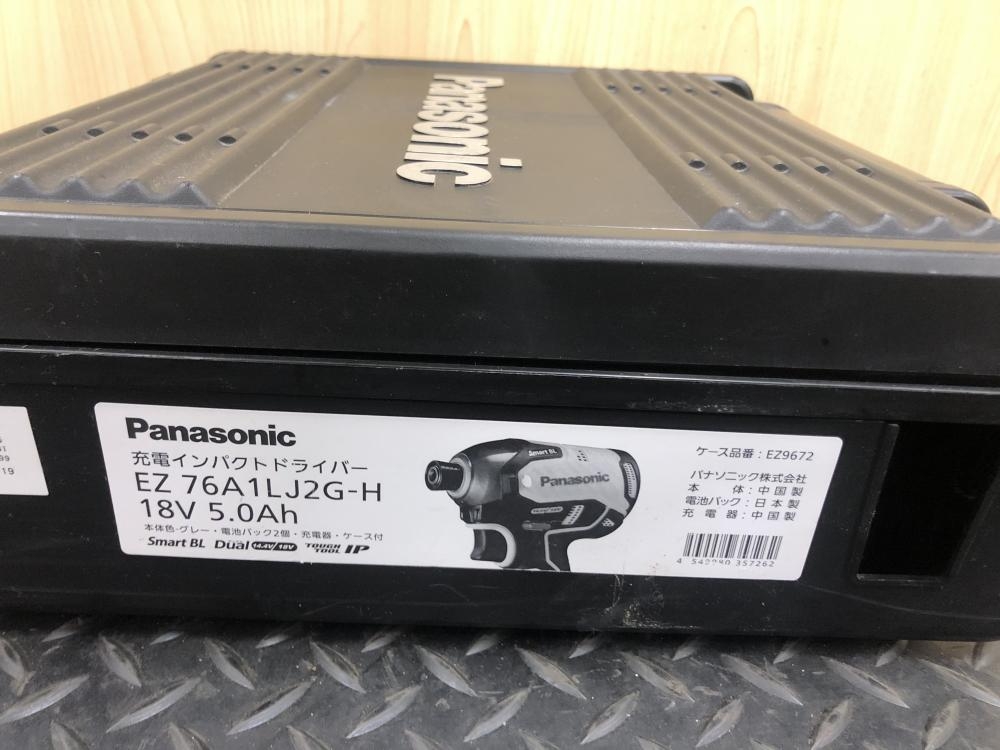 Panasonic
Panasonic
充電インパクトドライバー
EZ 76A1LJ2G-H
18V 5.0Ah
本体色-グレー・電池パック2個・充電器・ケース付
Smart BL Dual 14.4V/18V TOUGH TOOL IP
Smart BL
Panasonic
ケース品番：EZ9672
パナソニック株式会社
本体：中国製
電池パック：日本製
充電器：中国製
4 549980 357262
99
19